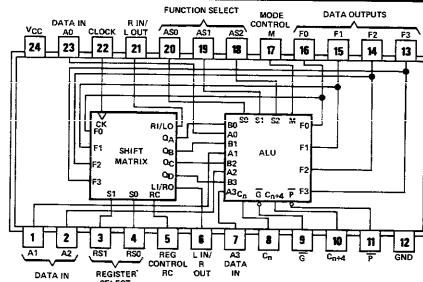 FUNCTION SELECT
DATA IN R IN/ MODE DATA OUTPUTS
VCC A0 CLOCK L OUT AS0 AS1 AS2 CONTROL M F0 F1 F2 F3
24 23 22 21 20 19 18 17 16 15 14 13
CK
F0
F1
F2
F3
RI/LO
QA
QB
QC
QD
LI/RO
SHIFT
MATRIX
S1 S0 RC
S0 S1 S2 M
B0
A0
B1
A1
B2
A2
B3
A3
ALU
F0
F1
F2
F3
Cn G Cn+4 P
1 2 3 4 5 6 7 8 9 10 11 12
A1 A2 RS1 RS0 REG CONTROL RC L IN/ R OUT A3 DATA IN Cn G Cn+4 P GND
DATA IN REGISTER SELECT